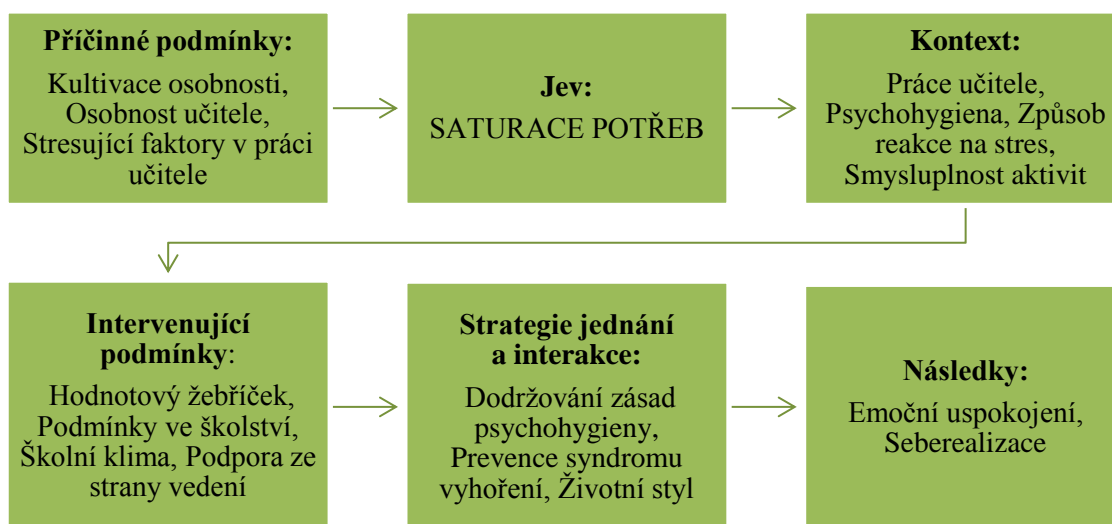 Příčinné podmínky:
Kultivace osobnosti,
Osobnost učitele,
Stresující faktory v práci
učitele
Jev:
SATURACE POTŘEB
Kontext:
Práce učitele,
Psychohygiena, Způsob
reakce na stres,
Smysluplnost aktivit
Intervenující
podmínky:
Hodnotový žebříček,
Podmínky ve školství,
Školní klima, Podpora ze
strany vedení
Strategie jednání
a interakce:
Dodržování zásad
psychohygieny,
Prevence syndromu
vyhoření, Životní styl
Následky:
Emoční uspokojení,
Seberealizace